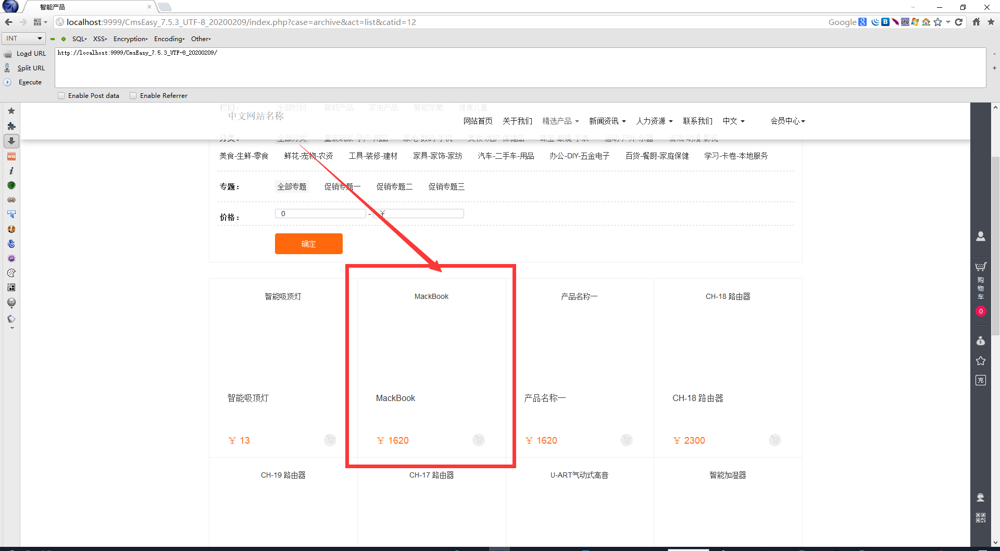 智能产品
localhost:9999/CmsEasy_7.5.3_UTF-8_20200209/index.php?case=archive&act=list&catid=12
Google
INT
SQL
XSS
Encryption
Encoding
Other
Load URL
http://localhost:9999/CmsEasy_7.5.3_UTF-8_20200209/
Split URL
Execute
Enable Post data
Enable Referrer
栏目：
全部栏目
智能产品
家电产品
智能穿戴
健康儿童
中文网站名称
网站首页
关于我们
精选产品
新闻资讯
人力资源
联系我们
中文
会员中心
分类：
全部分类
童装玩家-孕产-用品
家电-数码-手机
美妆-洗护-保健品
珠宝-眼镜-手表
运动-户外-乐器
游戏-动漫-影视
美食-生鲜-零食
鲜花-宠物-农资
工具-装修-建材
家具-家饰-家纺
汽车-二手车-用品
办公-DIY-五金电子
百货-餐厨-家庭保健
学习-卡卷-本地服务
专题：
全部专题
促销专题一
促销专题二
促销专题三
价格：
0
-
¥
确定
购物车
0
充
智能吸顶灯
MackBook
产品名称一
CH-18 路由器
智能吸顶灯
MackBook
产品名称一
CH-18 路由器
¥ 13
¥ 1620
¥ 1620
¥ 2300
CH-19 路由器
CH-17 路由器
U-ART气动式高音
智能加湿器